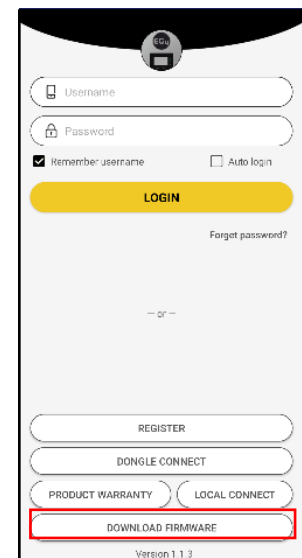 EG4
Username
Password
Remember username Auto login
LOGIN
Forget password?
— or —
REGISTER
DONGLE CONNECT
PRODUCT WARRANTY LOCAL CONNECT
DOWNLOAD FIRMWARE
Version 1.1.3